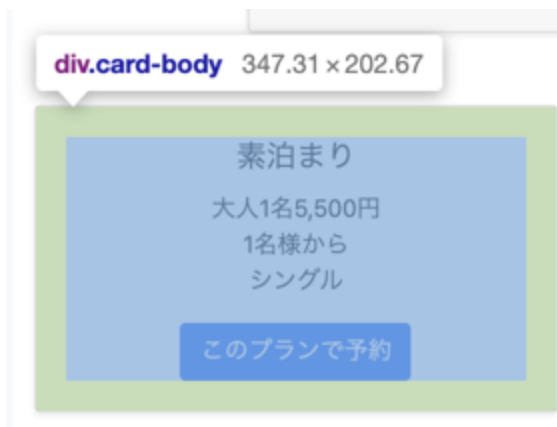 div.card-body 347.31 × 202.67
素泊まり
大人1名5,500円
1名様から
シングル
このプランで予約